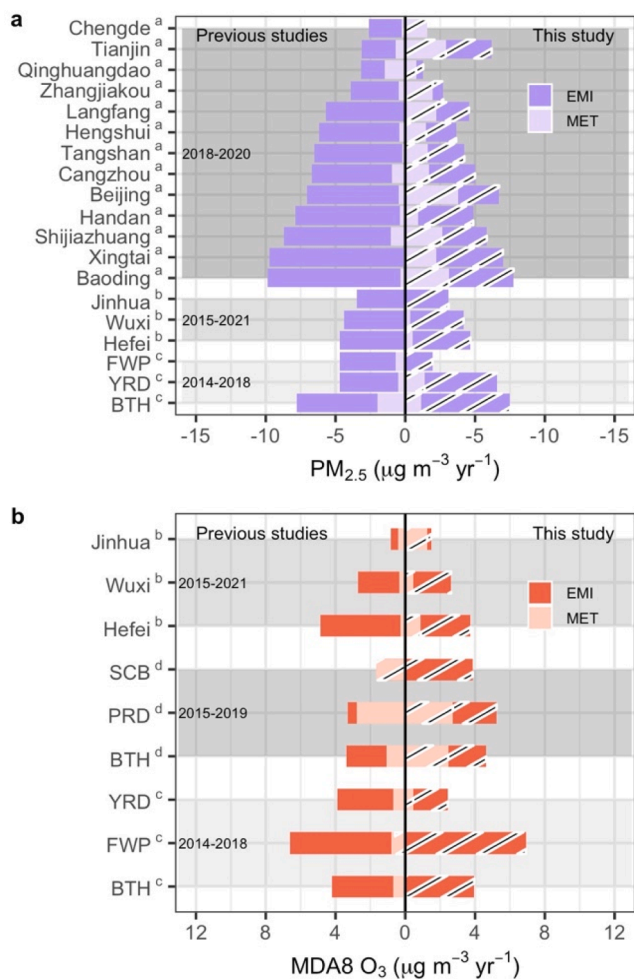 a
Previous studies This study
Chengde a
Tianjin a
Qinghuangdao a
Zhangjiakou a
Langfang a
Hengshui a
Tangshan a
Cangzhou a
Beijing a
Handan a
Shijiazhuang a
Xingtai a
Baoding a
Jinhua b
Wuxi b
Hefei b
FWP c
YRD c
BTH c
2018-2020
2015-2021
2014-2018
EMI
MET
-15 -10 -5 0 -5 -10 -15
PM2.5 (μg m−3 yr−1)
b
Previous studies This study
Jinhua b
Wuxi b
Hefei b
SCB d
PRD d
BTH d
YRD c
FWP c
BTH c
2015-2021
2015-2019
2014-2018
EMI
MET
12 8 4 0 4 8 12
MDA8 O3 (μg m−3 yr−1)